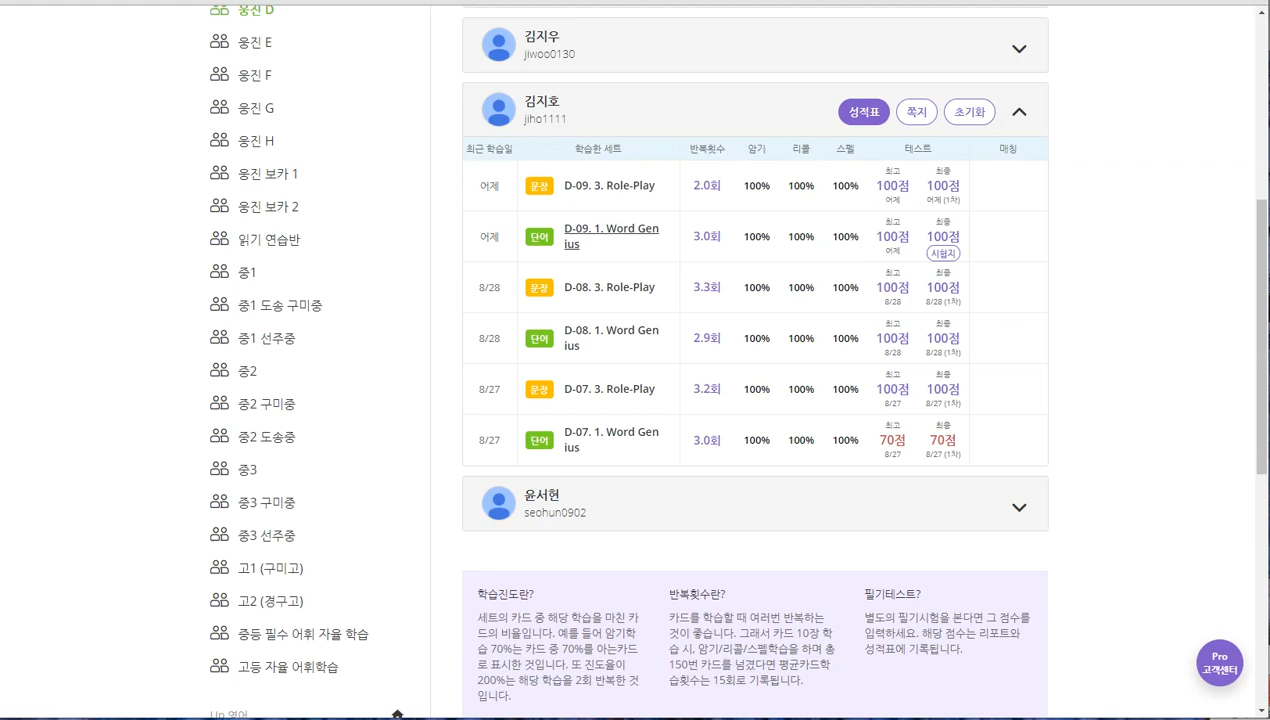 웅진 D
웅진 E
웅진 F
웅진 G
웅진 H
웅진 보카 1
웅진 보카 2
읽기 연습반
중1
중1 도송 구미중
중1 선주중
중2
중2 구미중
중2 도송중
중3
중3 구미중
중3 선주중
고1 (구미고)
고2 (경구고)
중등 필수 어휘 자율 학습
고등 자율 어휘학습
Up 영어
김지우
jiwoo0130
김지호
jiho1111
성적표 쪽지 초기화
최근 학습일 학습한 세트 반복횟수 암기 리콜 스펠 테스트 매칭
최고 최종
어제 문장 D-09. 3. Role-Play 2.0회 100% 100% 100% 100점 100점
어제 어제 (1차)
최고 최종
어제 단어 D-09. 1. Word Gen
ius 3.0회 100% 100% 100% 100점 100점
어제 시험지
최고 최종
8/28 문장 D-08. 3. Role-Play 3.3회 100% 100% 100% 100점 100점
8/28 8/28 (1차)
최고 최종
8/28 단어 D-08. 1. Word Gen
ius 2.9회 100% 100% 100% 100점 100점
8/28 8/28 (1차)
최고 최종
8/27 문장 D-07. 3. Role-Play 3.2회 100% 100% 100% 100점 100점
8/27 8/27 (1차)
최고 최종
8/27 단어 D-07. 1. Word Gen
ius 3.0회 100% 100% 100% 70점 70점
8/27 8/27 (1차)
윤서현
seohun0902
학습진도란?
세트의 카드 중 해당 학습을 마친 카
드의 비율입니다. 예를 들어 암기학
습 70%는 카드 중 70%를 아는카드
로 표시한 것입니다. 또 진도율이
200%는 해당 학습을 2회 반복한 것
입니다.
반복횟수란?
카드를 학습할 때 여러번 반복하는
것이 좋습니다. 그래서 카드 10장 학
습 시, 암기/리콜/스펠학습을 하며 총
150번 카드를 넘겼다면 평균카드학
습횟수는 15회로 기록됩니다.
필기테스트?
별도의 필기시험을 본다면 그 점수를
입력하세요. 해당 점수는 리포트와
성적표에 기록됩니다.
Pro
고객센터